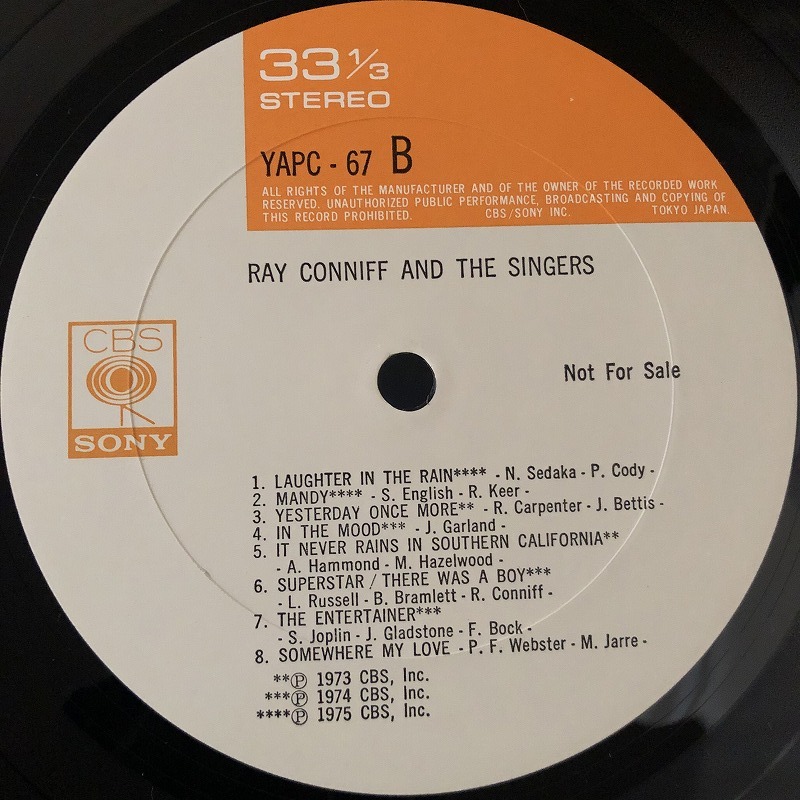 33 1/3
STEREO
YAPC - 67 B
ALL RIGHTS OF THE MANUFACTURER AND OF THE OWNER OF THE RECORDED WORK
RESERVED. UNAUTHORIZED PUBLIC PERFORMANCE, BROADCASTING AND COPYING OF
THIS RECORD PROHIBITED. CBS/SONY INC. TOKYO JAPAN.
RAY CONNIFF AND THE SINGERS
CBS
SONY
Not For Sale
1. LAUGHTER IN THE RAIN**** - N. Sedaka - P. Cody -
2. MANDY**** - S. English - R. Keer -
3. YESTERDAY ONCE MORE** - R. Carpenter - J. Bettis -
4. IN THE MOOD*** - J. Garland -
5. IT NEVER RAINS IN SOUTHERN CALIFORNIA**
- A. Hammond - M. Hazelwood -
6. SUPERSTAR / THERE WAS A BOY***
- L. Russell - B. Bramlett - R. Conniff -
7. THE ENTERTAINER***
- S. Joplin - J. Gladstone - F. Bock -
8. SOMEWHERE MY LOVE - P. F. Webster - M. Jarre -
**℗ 1973 CBS, Inc.
***℗ 1974 CBS, Inc.
****℗ 1975 CBS, Inc.